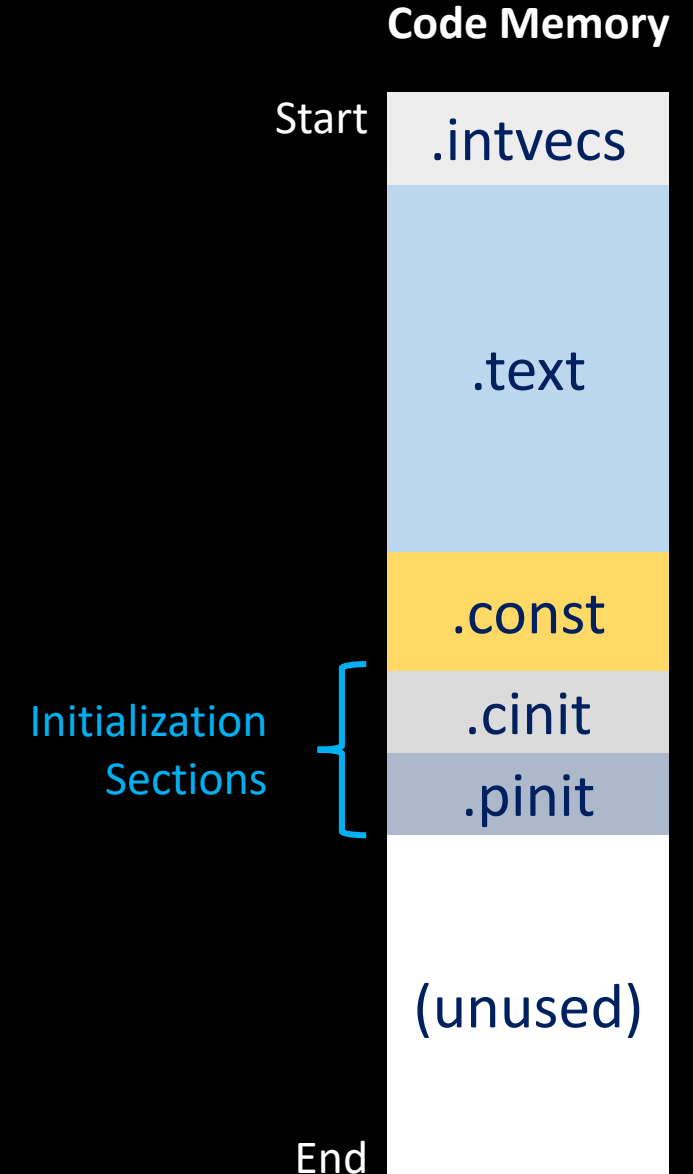 Code Memory
Start
.intvecs
.text
.const
Initialization
Sections
.cinit
.pinit
(unused)
End